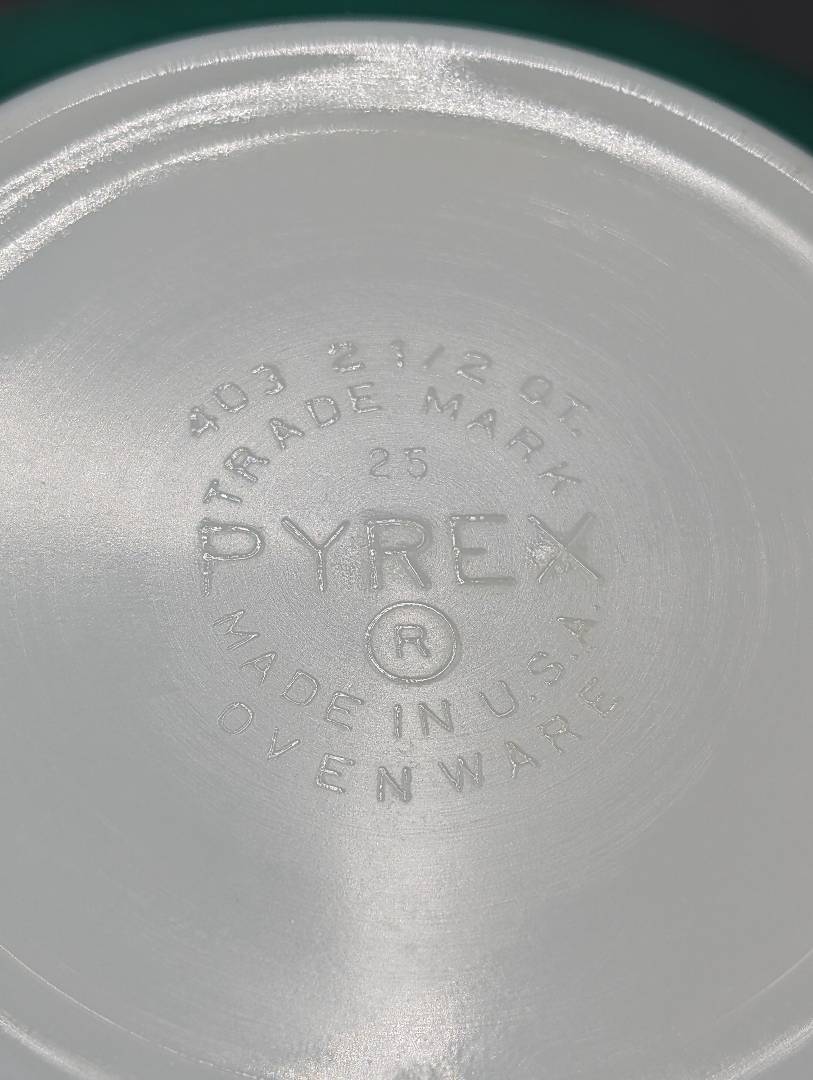 403 2 1/2 QT.
TRADE MARK
25
PYREX
®
MADE IN U.S.A.
OVENWARE